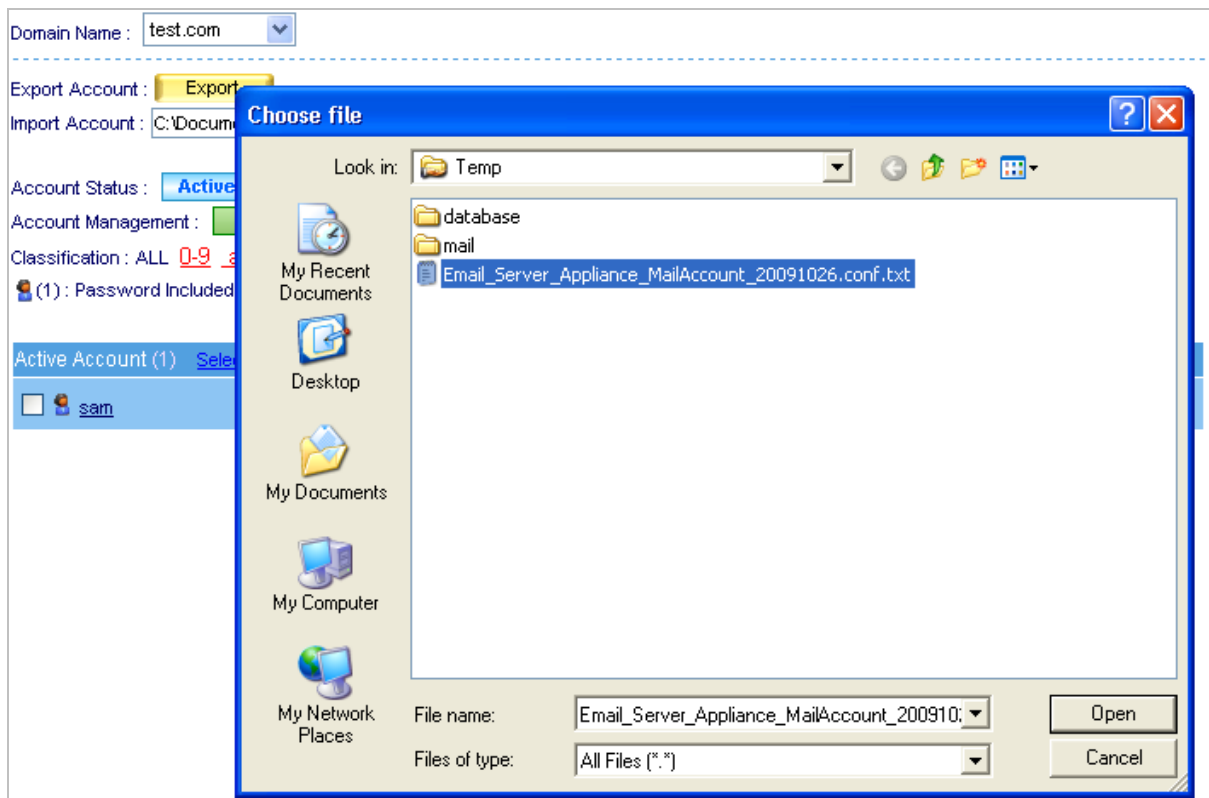 Domain Name : test.com
Export Account : Export
Import Account : C:\Docum
Account Status : Active
Account Management :
Classification : ALL 0-9 a
(1) : Password Included
Active Account (1) Selec
sam
Choose file
Look in: Temp
My Recent Documents
Desktop
My Documents
My Computer
My Network Places
database
mail
Email_Server_Appliance_MailAccount_20091026.conf.txt
File name: Email_Server_Appliance_MailAccount_200910
Open
Files of type: All Files (*.*)
Cancel